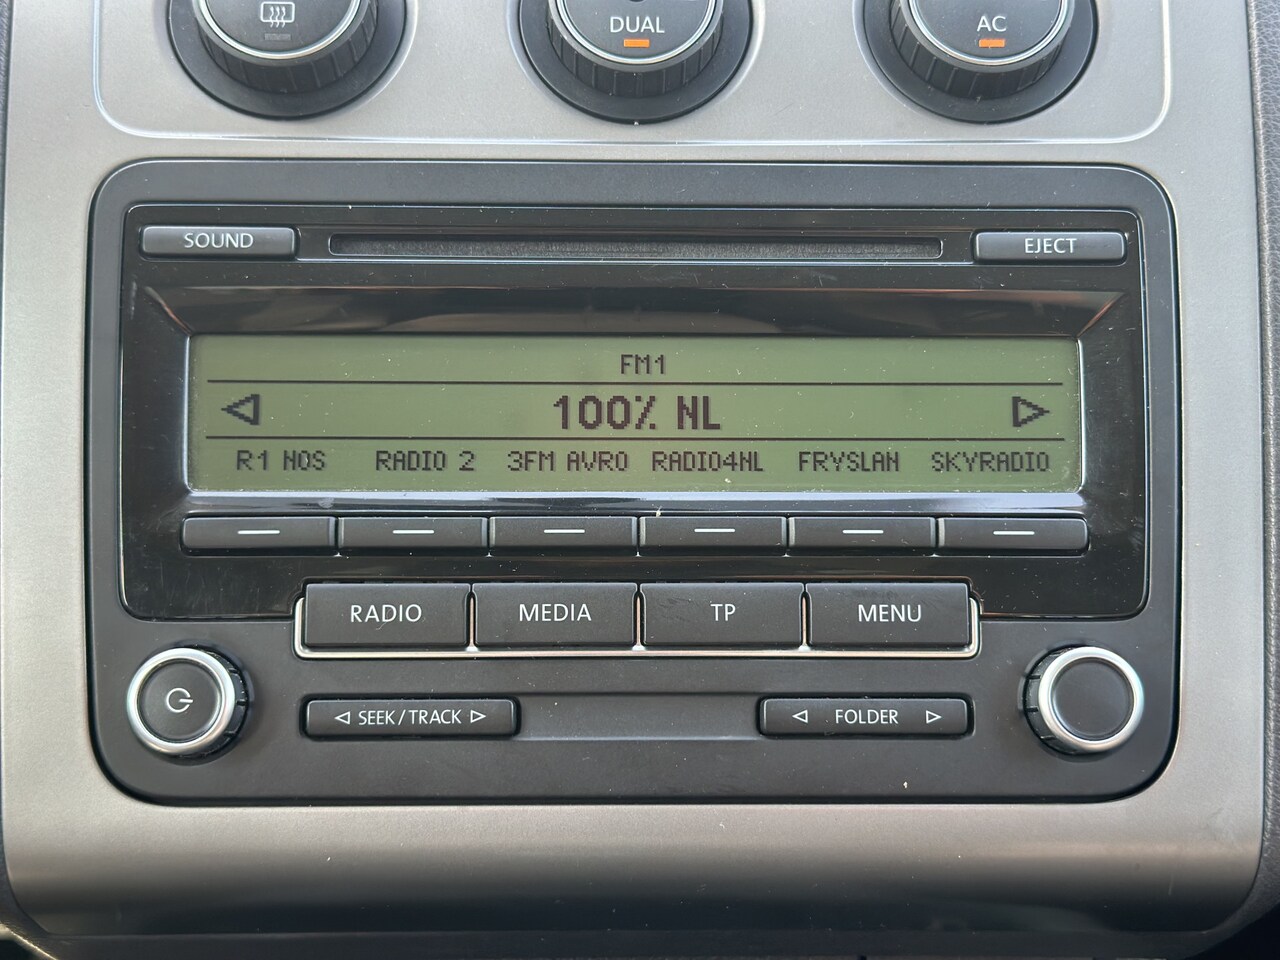 DUAL
AC
SOUND
EJECT
FM1
100% NL
R1 NOS RADIO 2 3FM AVRO RADIO4NL FRYSLAN SKYRADIO
RADIO MEDIA TP MENU
SEEK/TRACK
FOLDER